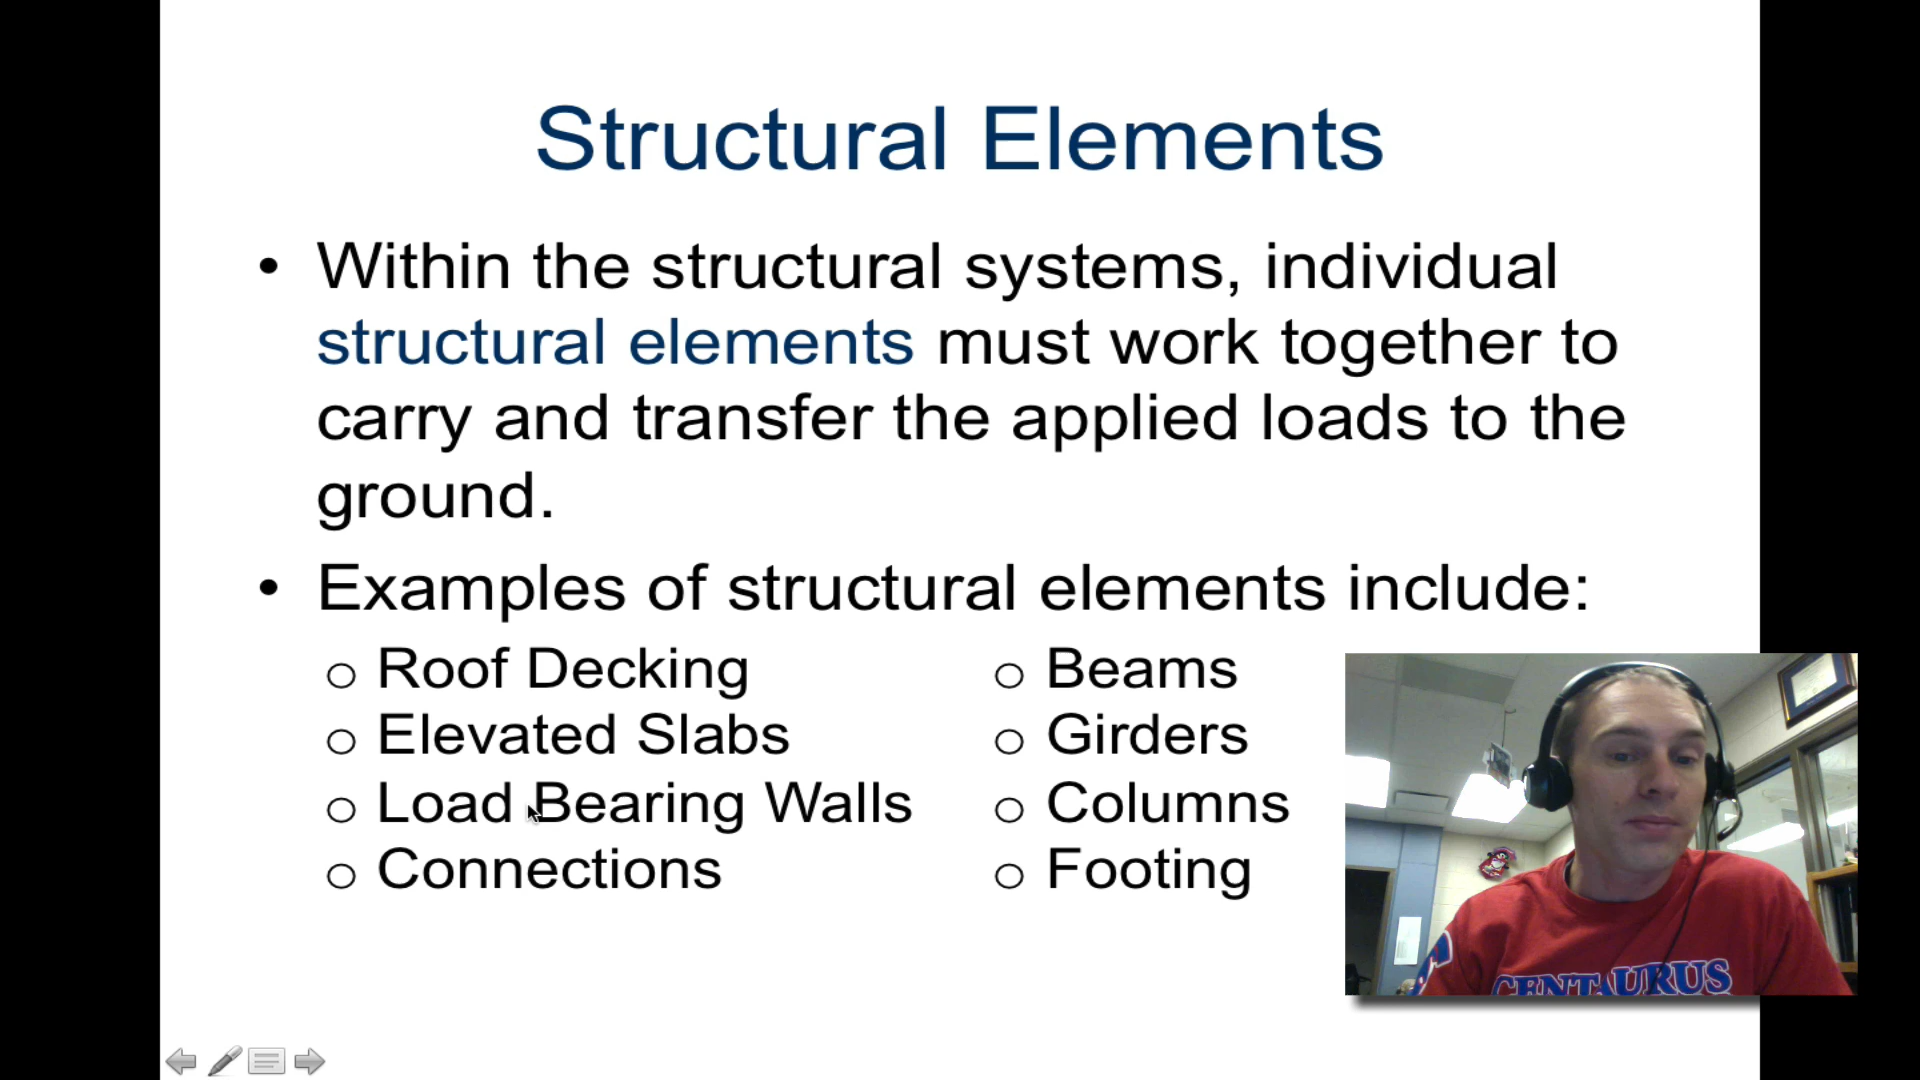 Structural Elements
• Within the structural systems, individual
structural elements must work together to
carry and transfer the applied loads to the
ground.
• Examples of structural elements include:
o Roof Decking
o Elevated Slabs
o Load Bearing Walls
o Connections
o Beams
o Girders
o Columns
o Footing
CENTAURUS